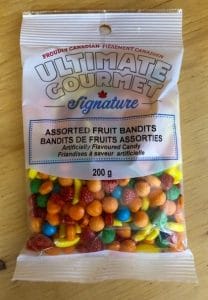 PROUDLY CANADIAN FIÈREMENT CANADIEN
ULTIMATE
GOURMET
Signature
ASSORTED FRUIT BANDITS
BANDITS DE FRUITS ASSORTIES
Artificially Flavoured Candy
Friandises à saveur artificielle
200 g